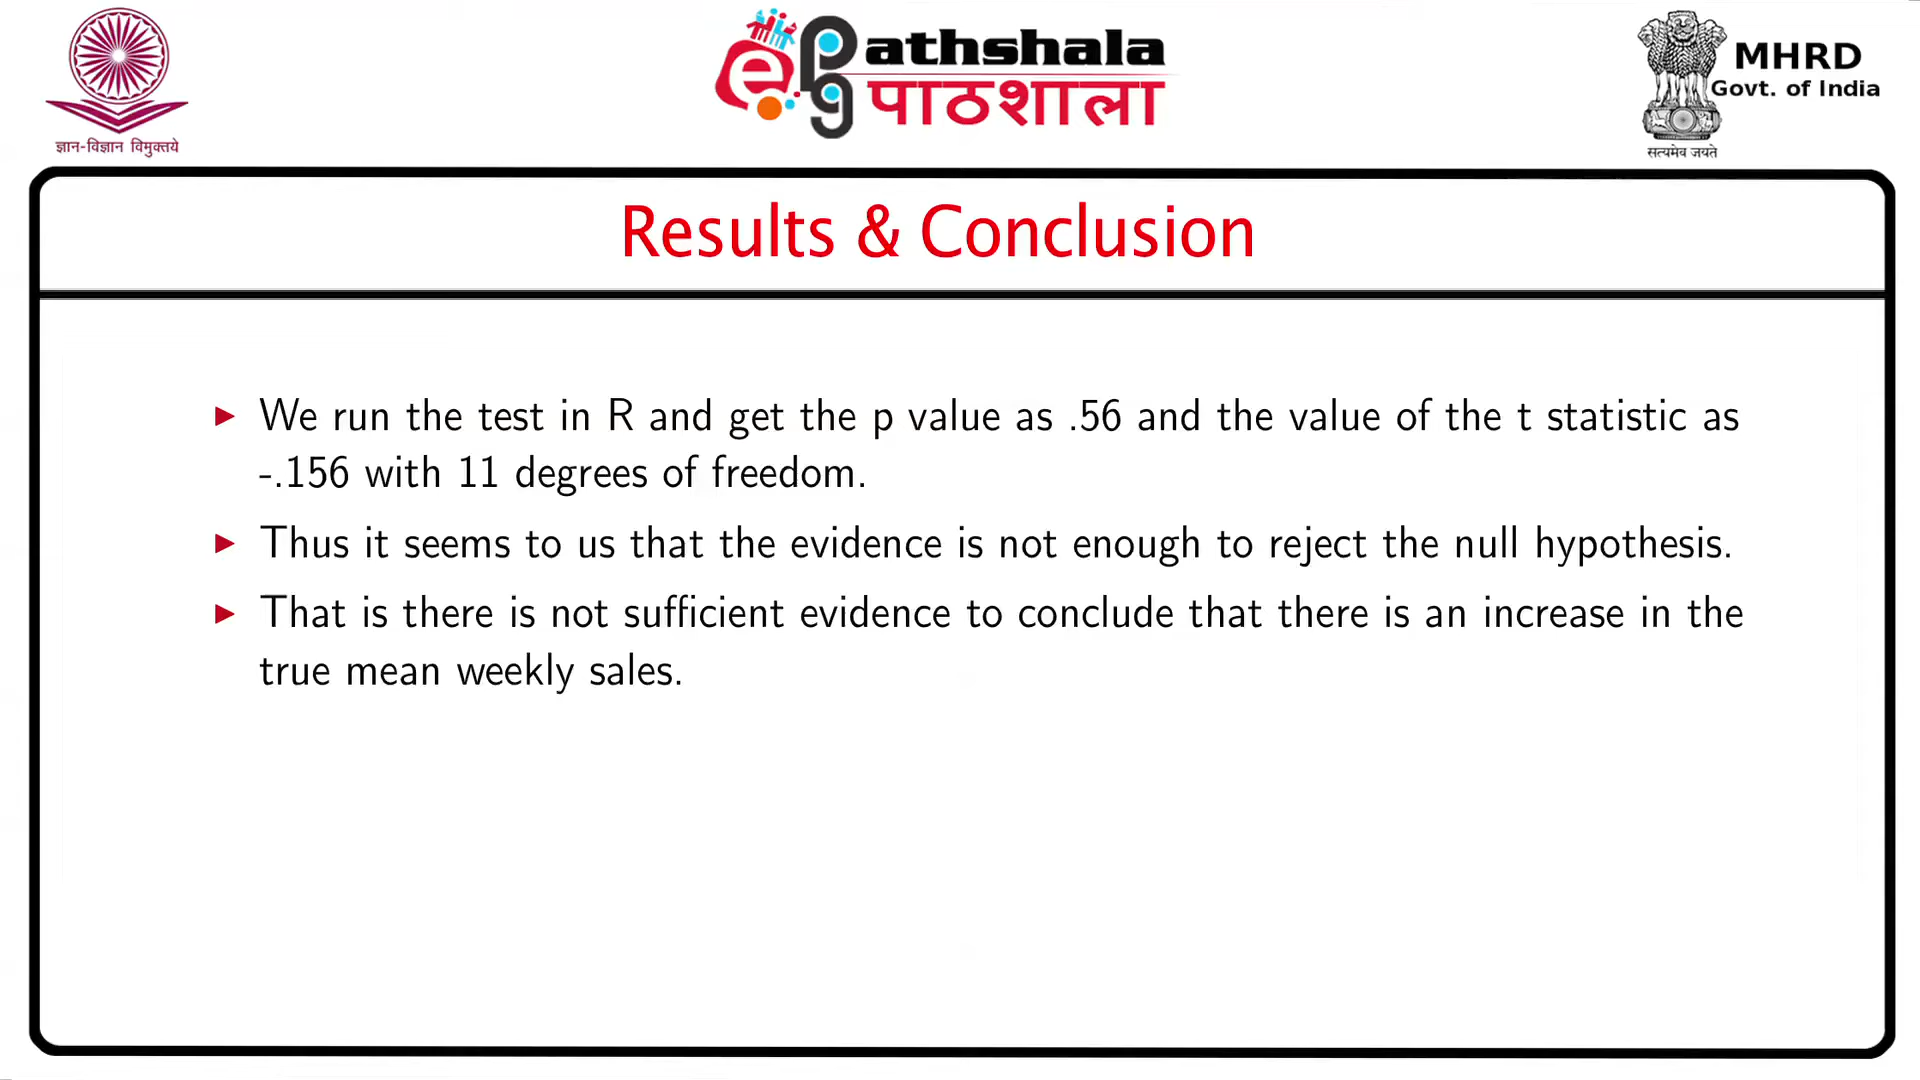 ज्ञान-विज्ञान विमुक्तये
ePG athshala
पाठशाला
MHRD
Govt. of India
सत्यमेव जयते
Results & Conclusion
We run the test in R and get the p value as .56 and the value of the t statistic as
-.156 with 11 degrees of freedom.
Thus it seems to us that the evidence is not enough to reject the null hypothesis.
That is there is not sufficient evidence to conclude that there is an increase in the
true mean weekly sales.